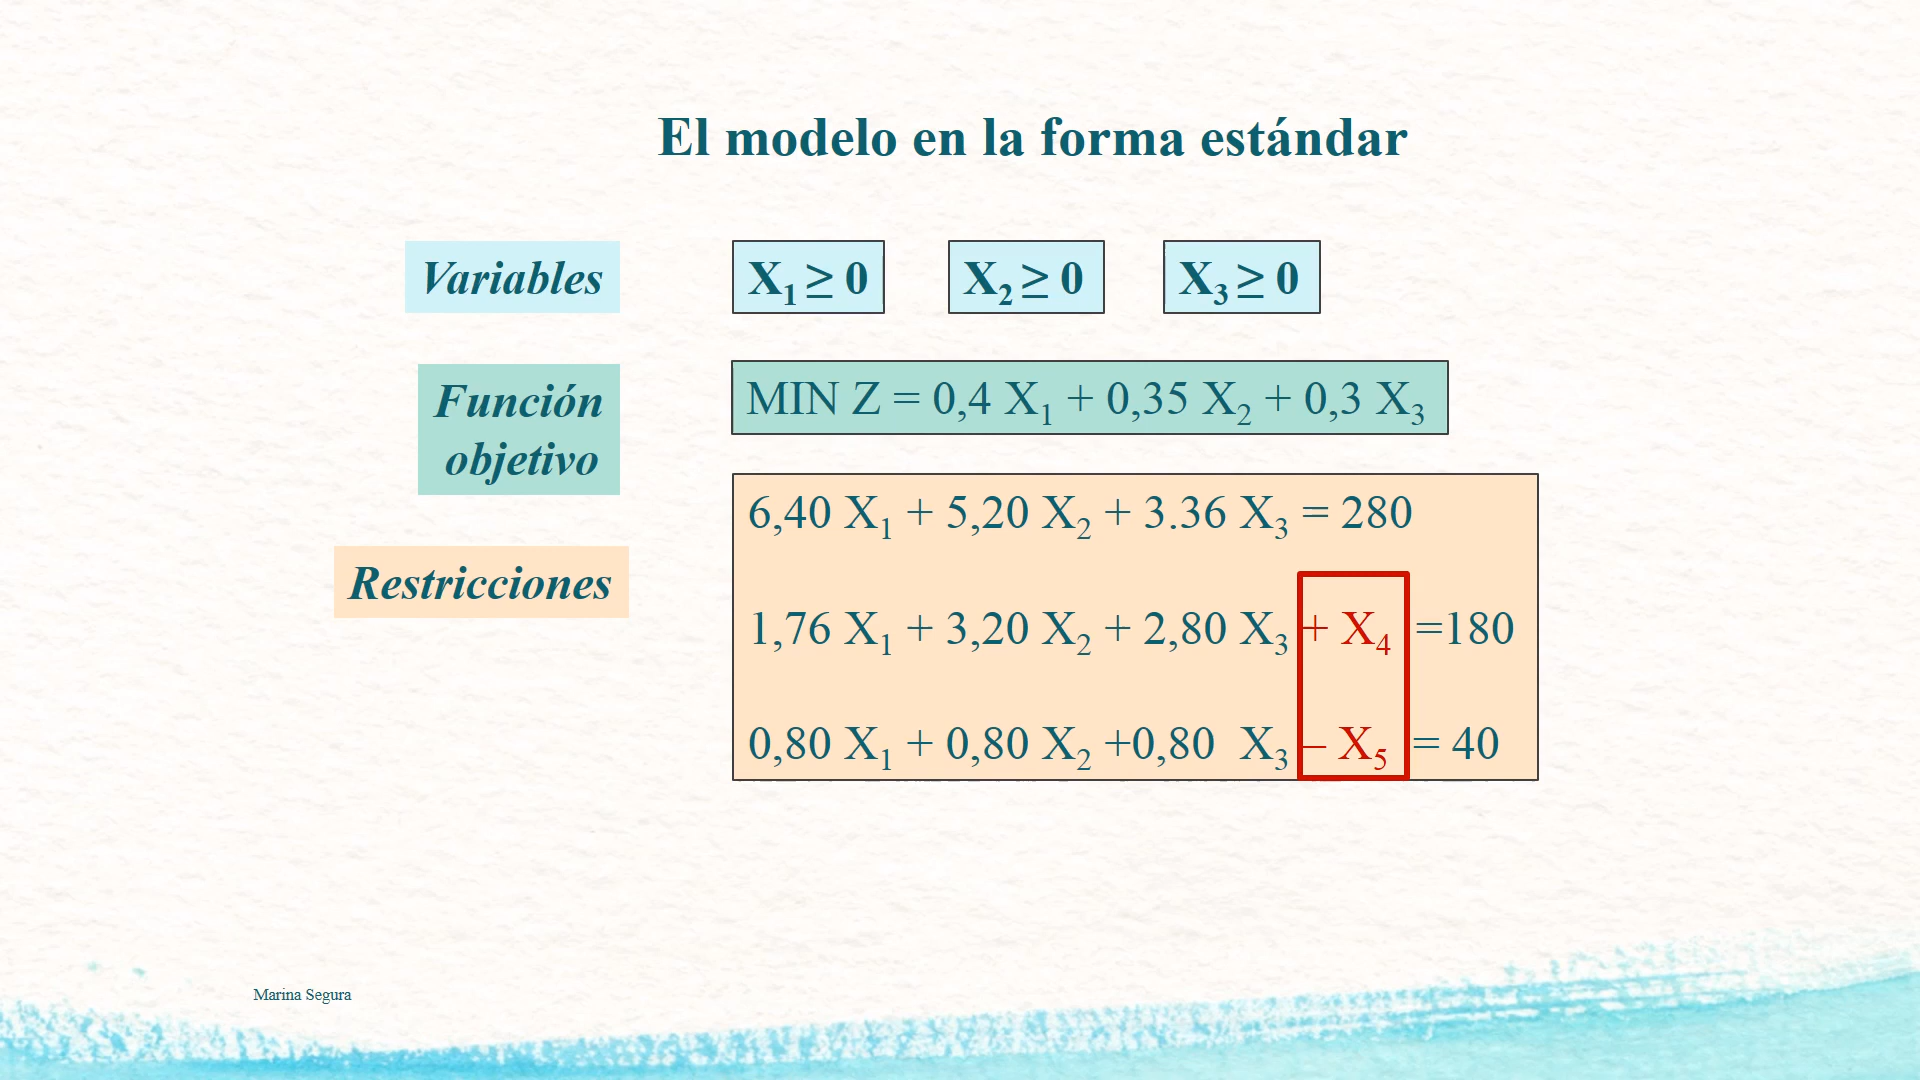 El modelo en la forma estándar
Variables
X₁ ≥ 0
X₂ ≥ 0
X₃ ≥ 0
Función
objetivo
MIN Z = 0,4 X₁ + 0,35 X₂ + 0,3 X₃
Restricciones
6,40 X₁ + 5,20 X₂ + 3.36 X₃ = 280
1,76 X₁ + 3,20 X₂ + 2,80 X₃ + X₄ =180
0,80 X₁ + 0,80 X₂ +0,80 X₃ – X₅ = 40
Marina Segura